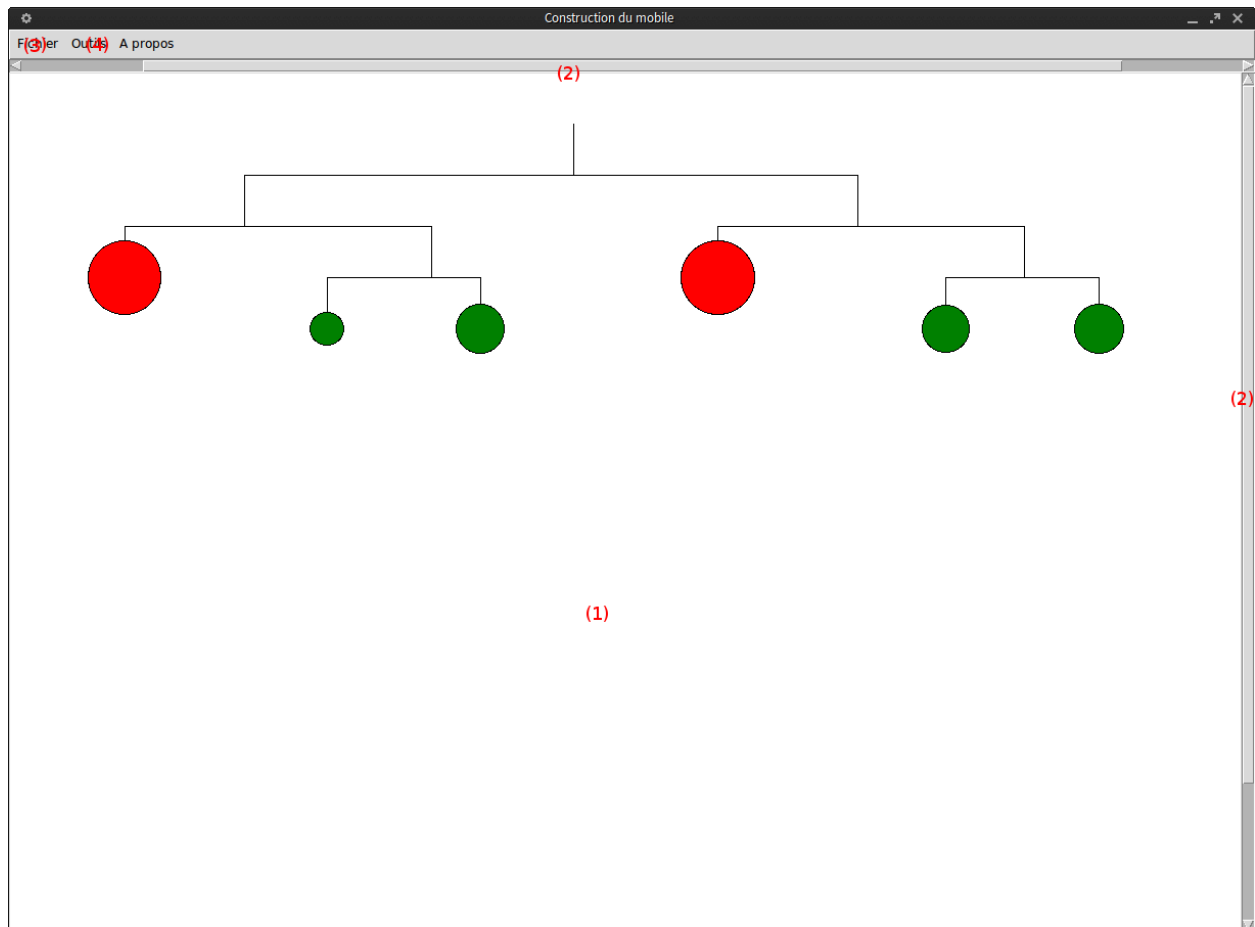 Construction du mobile
Fichier Outils A propos
(3) (4)
(2)
(2)
(1)